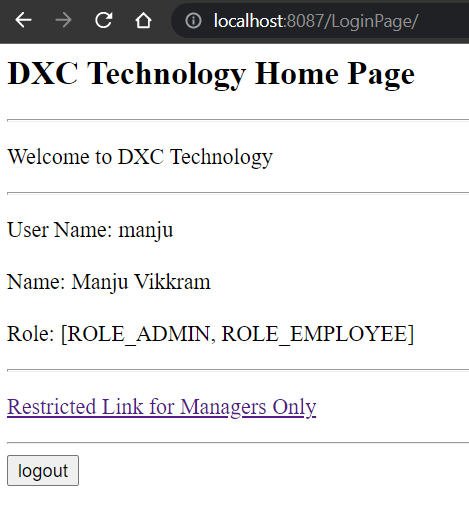 localhost:8087/LoginPage/
DXC Technology Home Page
Welcome to DXC Technology
User Name: manju
Name: Manju Vikkram
Role: [ROLE_ADMIN, ROLE_EMPLOYEE]
Restricted Link for Managers Only
logout